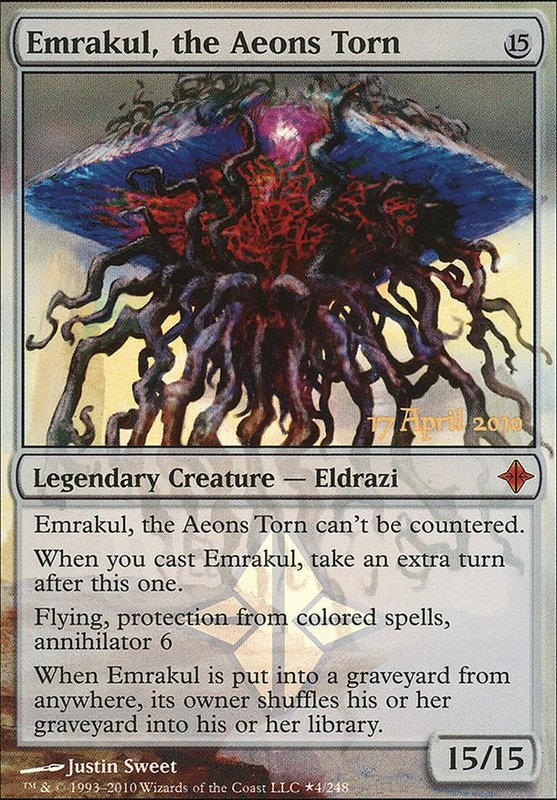 Emrakul, the Aeons Torn 15
17 April 2010
Legendary Creature — Eldrazi
Emrakul, the Aeons Torn can't be countered.
When you cast Emrakul, take an extra turn
after this one.
Flying, protection from colored spells,
annihilator 6
When Emrakul is put into a graveyard from
anywhere, its owner shuffles his or her
graveyard into his or her library.
15/15
Justin Sweet
™ & © 1993–2010 Wizards of the Coast LLC ★4/248